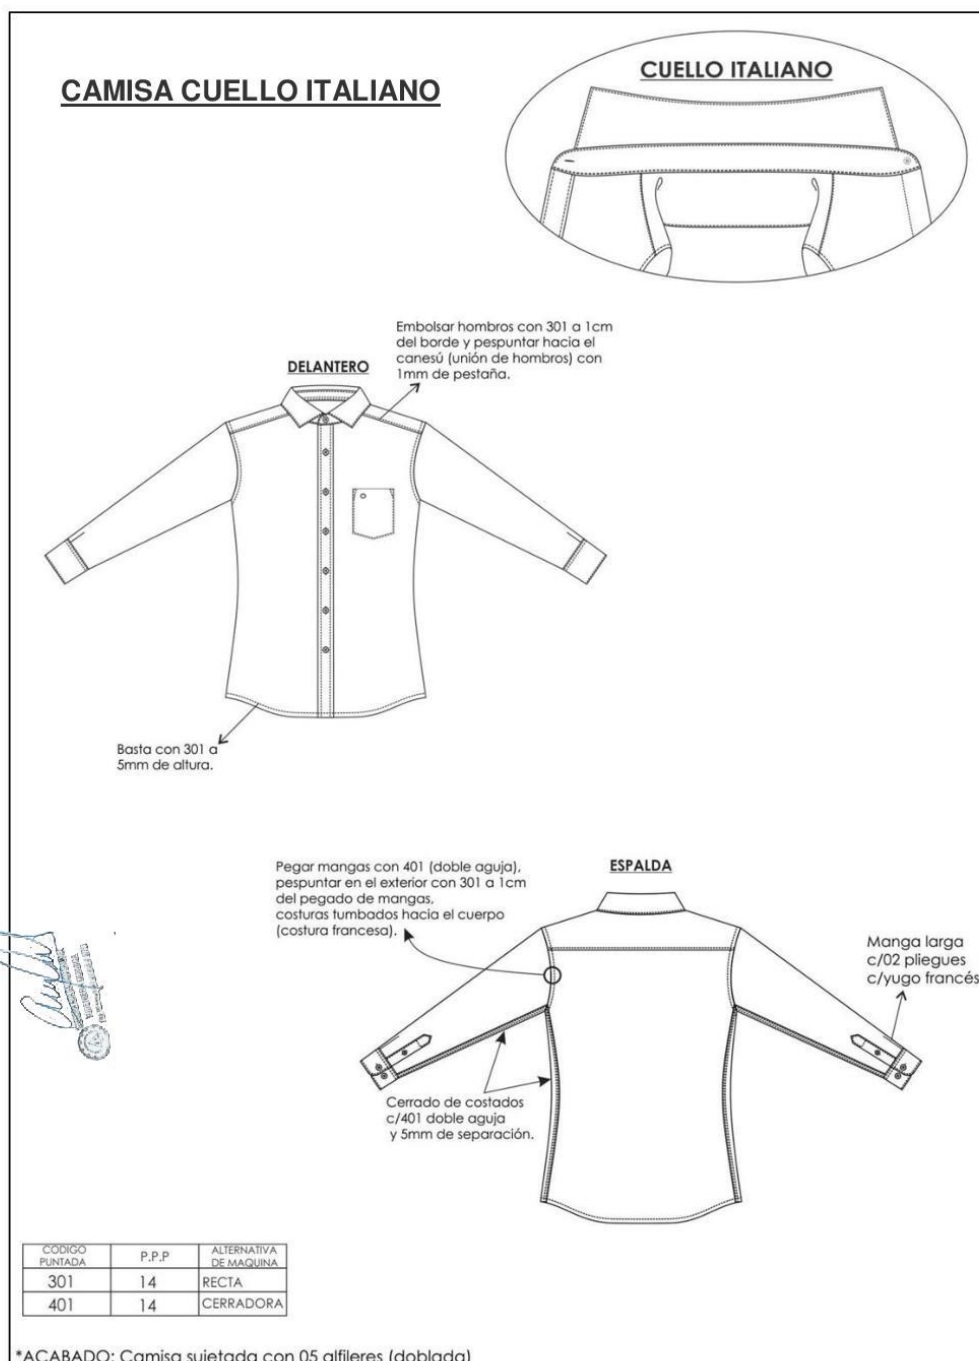 CAMISA CUELLO ITALIANO
CUELLO ITALIANO
Embolsar hombros con 301 a 1cm
del borde y pespuntar hacia el
canesú (unión de hombros) con
1mm de pestaña.
DELANTERO
Basta con 301 a
5mm de altura.
Pegar mangas con 401 (doble aguja),
pespuntar en el exterior con 301 a 1cm
del pegado de mangas.
costuras tumbados hacia el cuerpo
(costura francesa).
ESPALDA
Manga larga
c/02 pliegues
c/yugo francés
Cerrado de costados
c/401 doble aguja
y 5mm de separación.
CODIGO PUNTADA P.P.P ALTERNATIVA DE MAQUINA
301 14 RECTA
401 14 CERRADORA
*ACABADO: Camisa sujetada con 05 alfileres (doblada)